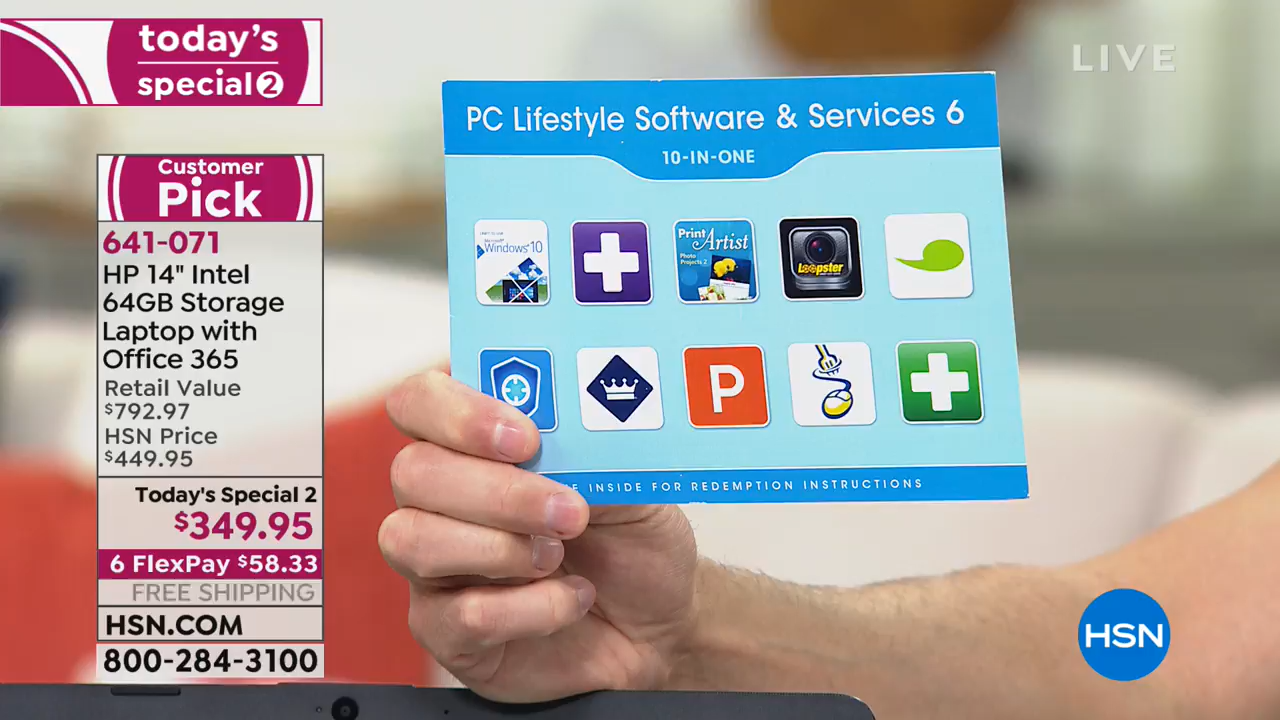 today's
special 2
LIVE
Customer
Pick
641-071
HP 14" Intel
64GB Storage
Laptop with
Office 365
Retail Value
$792.97
HSN Price
$449.95
Today's Special 2
$349.95
6 FlexPay $58.33
FREE SHIPPING
HSN.COM
800-284-3100
PC Lifestyle Software & Services 6
10-IN-ONE
Windows 10
Print
Artist
Photo
Projects 2
Loopster
P
INSIDE FOR REDEMPTION INSTRUCTIONS
HSN